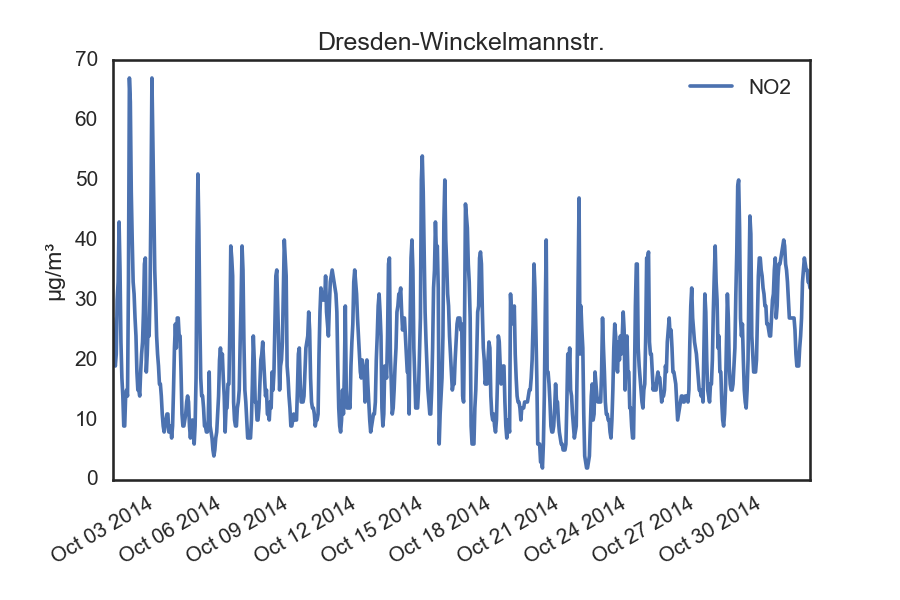 Dresden-Winckelmannstr.
70
60
50
40
30
20
10
0
µg/m³
NO2
Oct 03 2014
Oct 06 2014
Oct 09 2014
Oct 12 2014
Oct 15 2014
Oct 18 2014
Oct 21 2014
Oct 24 2014
Oct 27 2014
Oct 30 2014